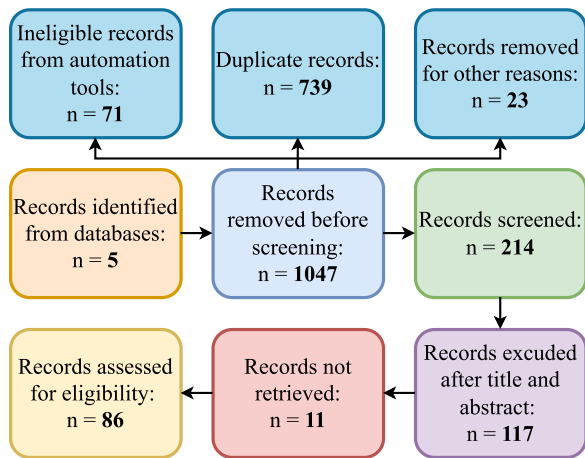 Ineligible records
from automation
tools:
n = 71
Duplicate records:
n = 739
Records removed
for other reasons:
n = 23
Records identified
from databases:
n = 5
Records
removed before
screening:
n = 1047
Records screened:
n = 214
Records assessed
for eligibility:
n = 86
Records not
retrieved:
n = 11
Records excuded
after title and
abstract:
n = 117